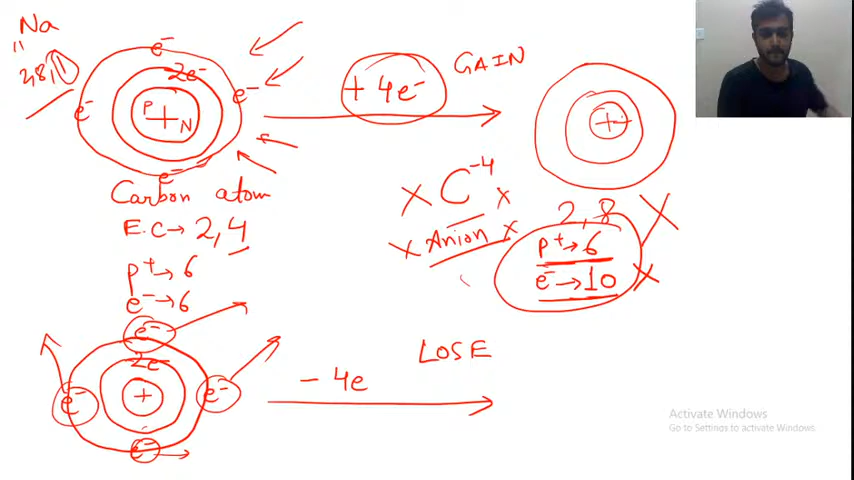 Na
"
2,8,1
e⁻
2e⁻
e⁻
e⁻
P
+
N
e⁻
+4e⁻
GAIN
+
Carbon atom
E.C→2,4
p⁺→6
e⁻→6
x C⁻⁴ x
x Anion x
2,8
p⁺→6
e⁻→10
e⁻
2e⁻
e⁻
+
e⁻
e⁻
- 4e
LOSE
Activate Windows
Go to Settings to activate Windows.